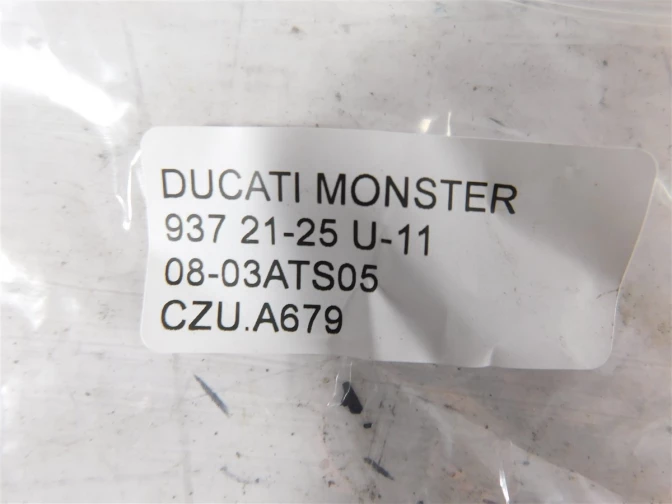 DUCATI MONSTER
937 21-25 U-11
08-03ATS05
CZU.A679